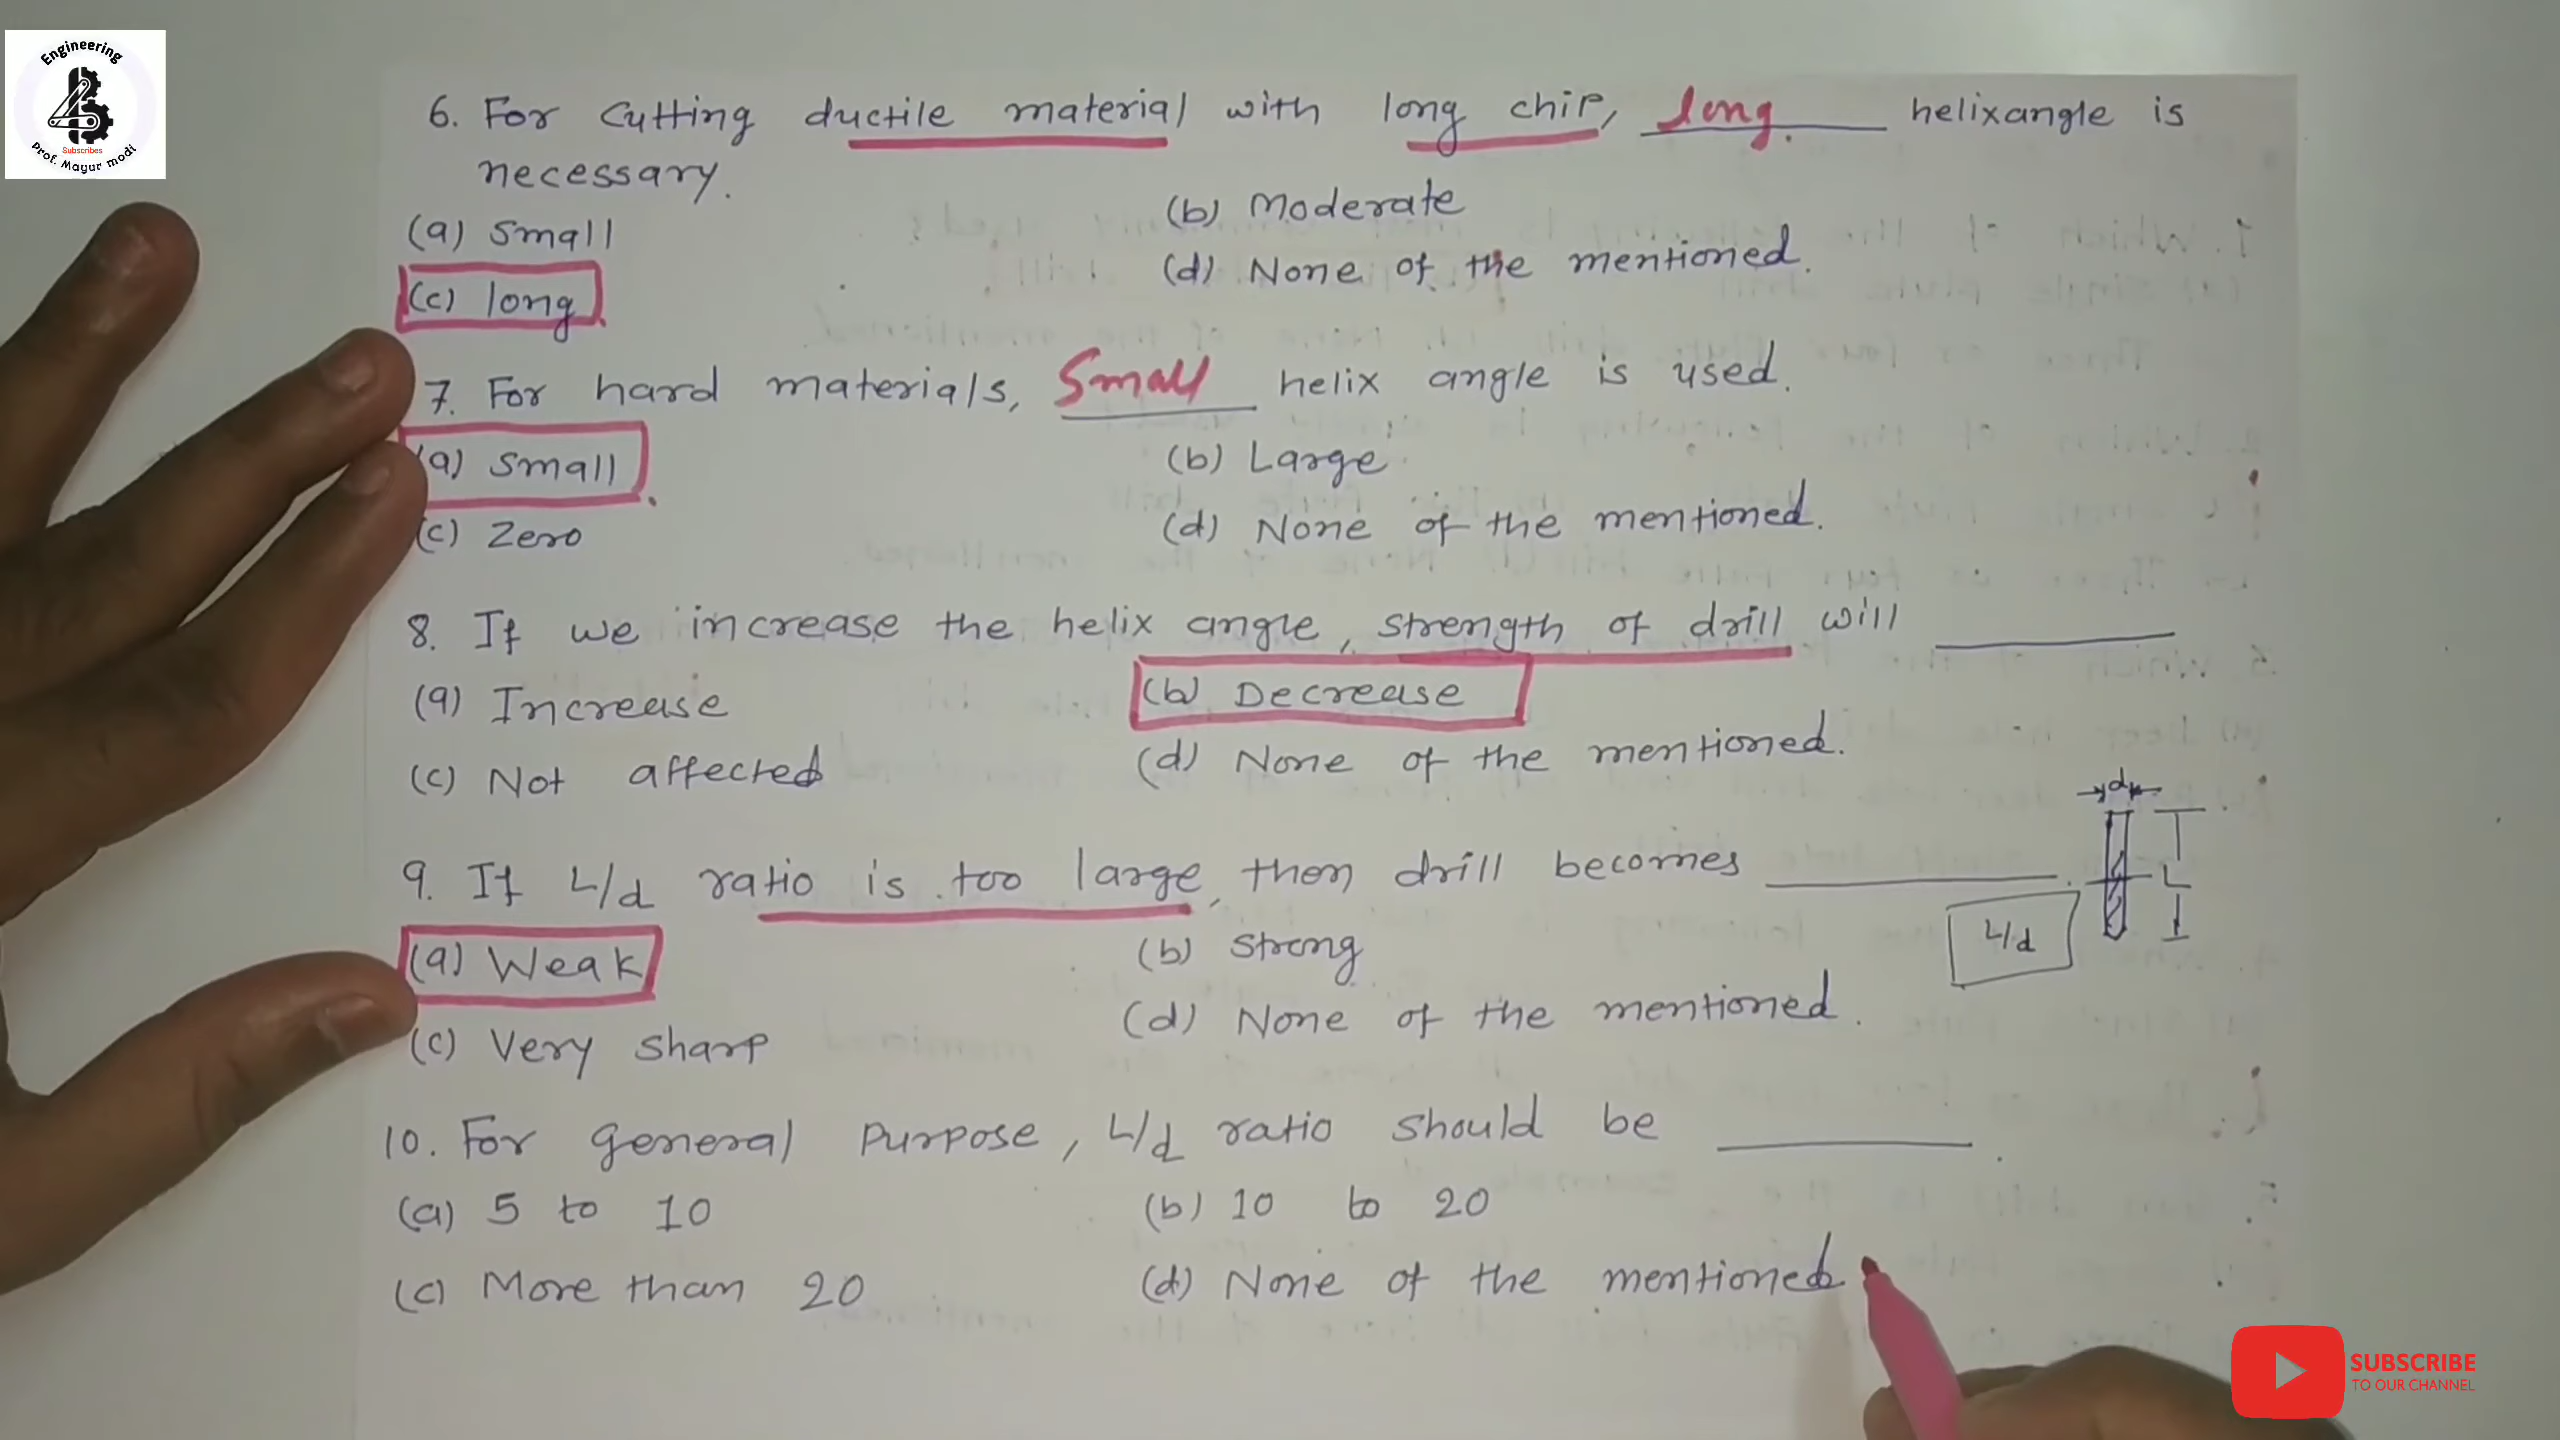 Engineering
Subscribes
Prof. Mayur modi
6. For cutting ductile material with long chip, long. helixangle is
necessary.
(a) Small
(b) Moderate
(c) long
(d) None of the mentioned.
7. For hard materials, Small helix angle is used.
(a) Small
(b) Large
(c) Zero
(d) None of the mentioned.
8. If we increase the helix angle, strength of drill will
(a) Increase
(b) Decrease
(c) Not affected
(d) None of the mentioned.
9. If L/d ratio is too large, then drill becomes
(a) Weak
(b) Strong
(c) Very sharp
(d) None of the mentioned.
d
L
L/d
10. For general purpose, L/d ratio should be
(a) 5 to 10
(b) 10 to 20
(c) More than 20
(d) None of the mentioned
SUBSCRIBE
TO OUR CHANNEL